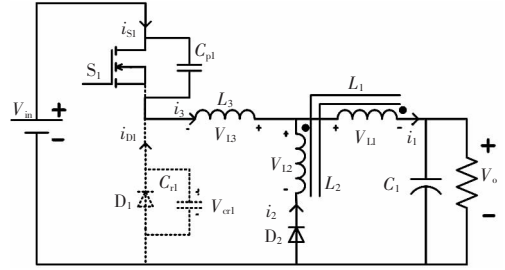 i_S1
C_p1
S_1
L_1
V_in
+
-
i_3
L_3
- V_L3 +
+ V_L1 -
i_1
+
i_D1
+
V_L2
-
L_2
C_1
V_o
C_r1
D_1
+
V_cr1
-
i_2
D_2
-